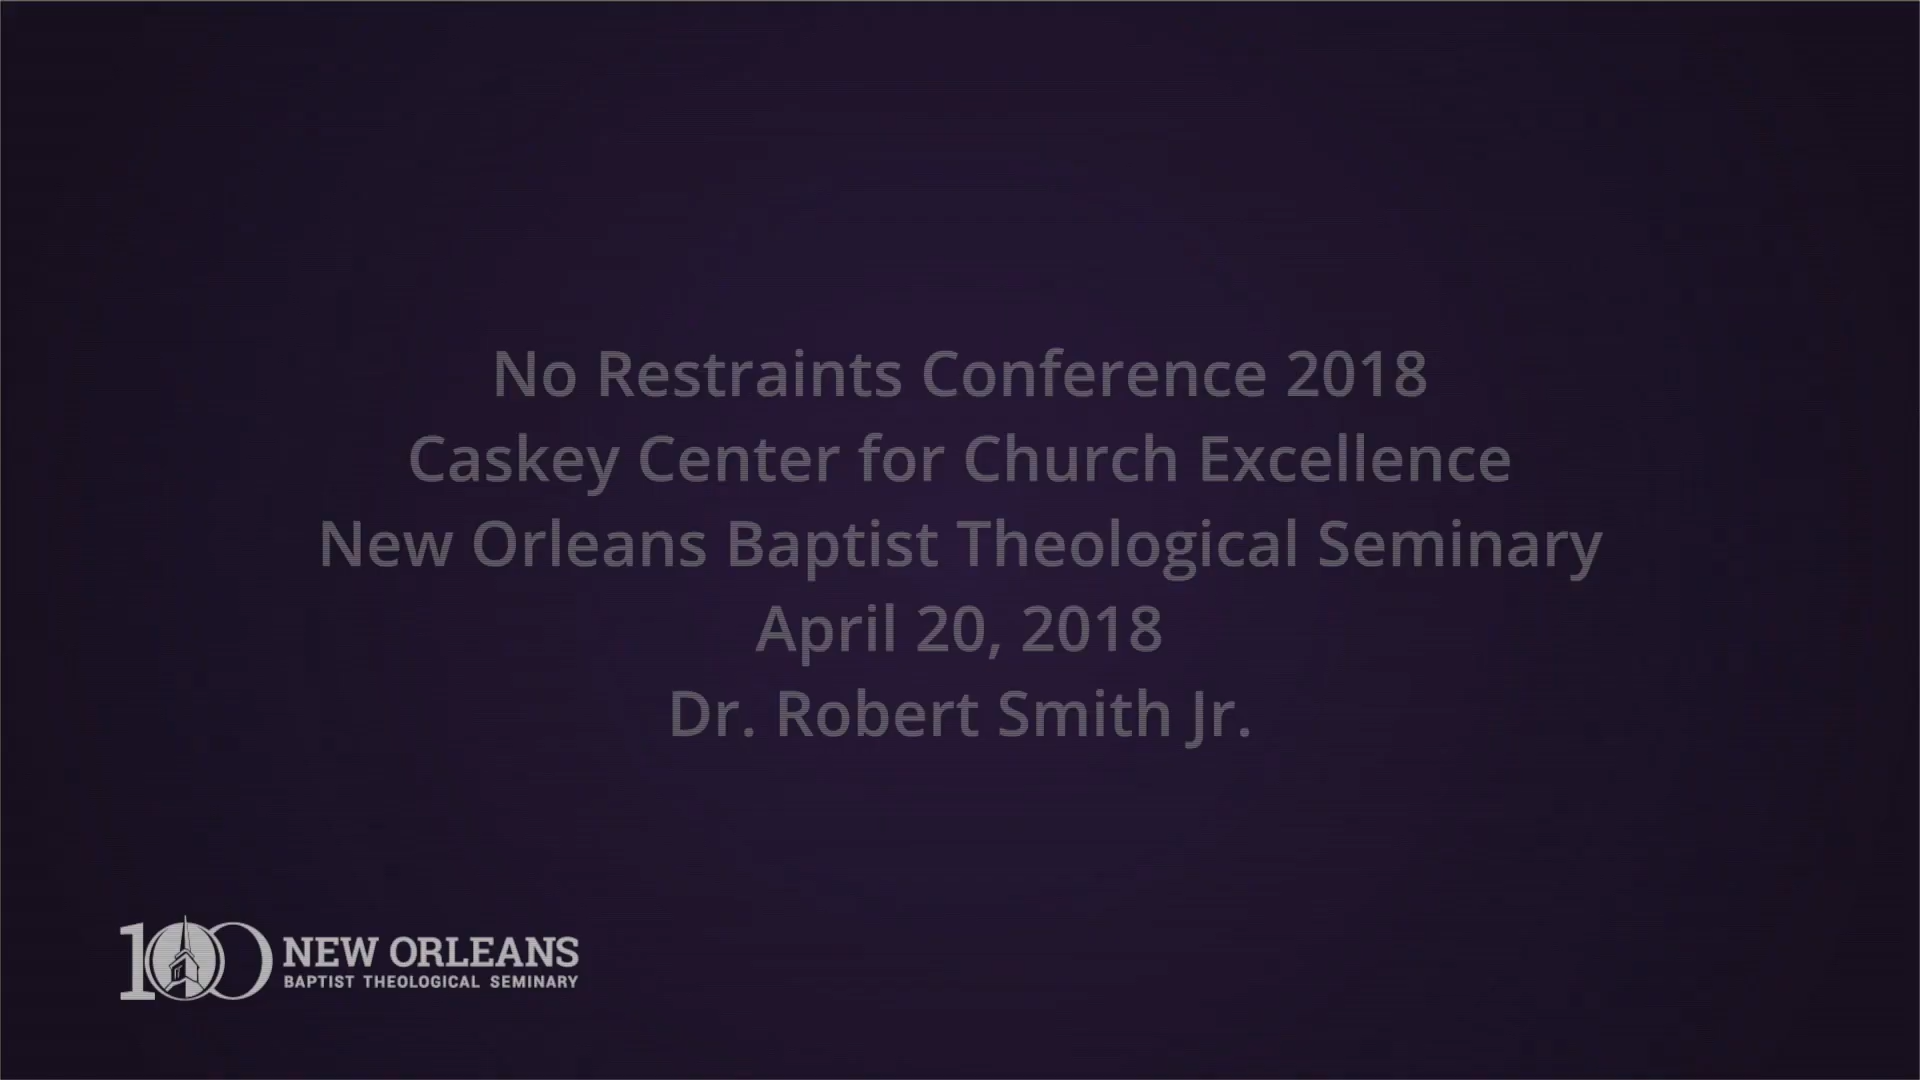 No Restraints Conference 2018
Caskey Center for Church Excellence
New Orleans Baptist Theological Seminary
April 20, 2018
Dr. Robert Smith Jr.
100 NEW ORLEANS
BAPTIST THEOLOGICAL SEMINARY